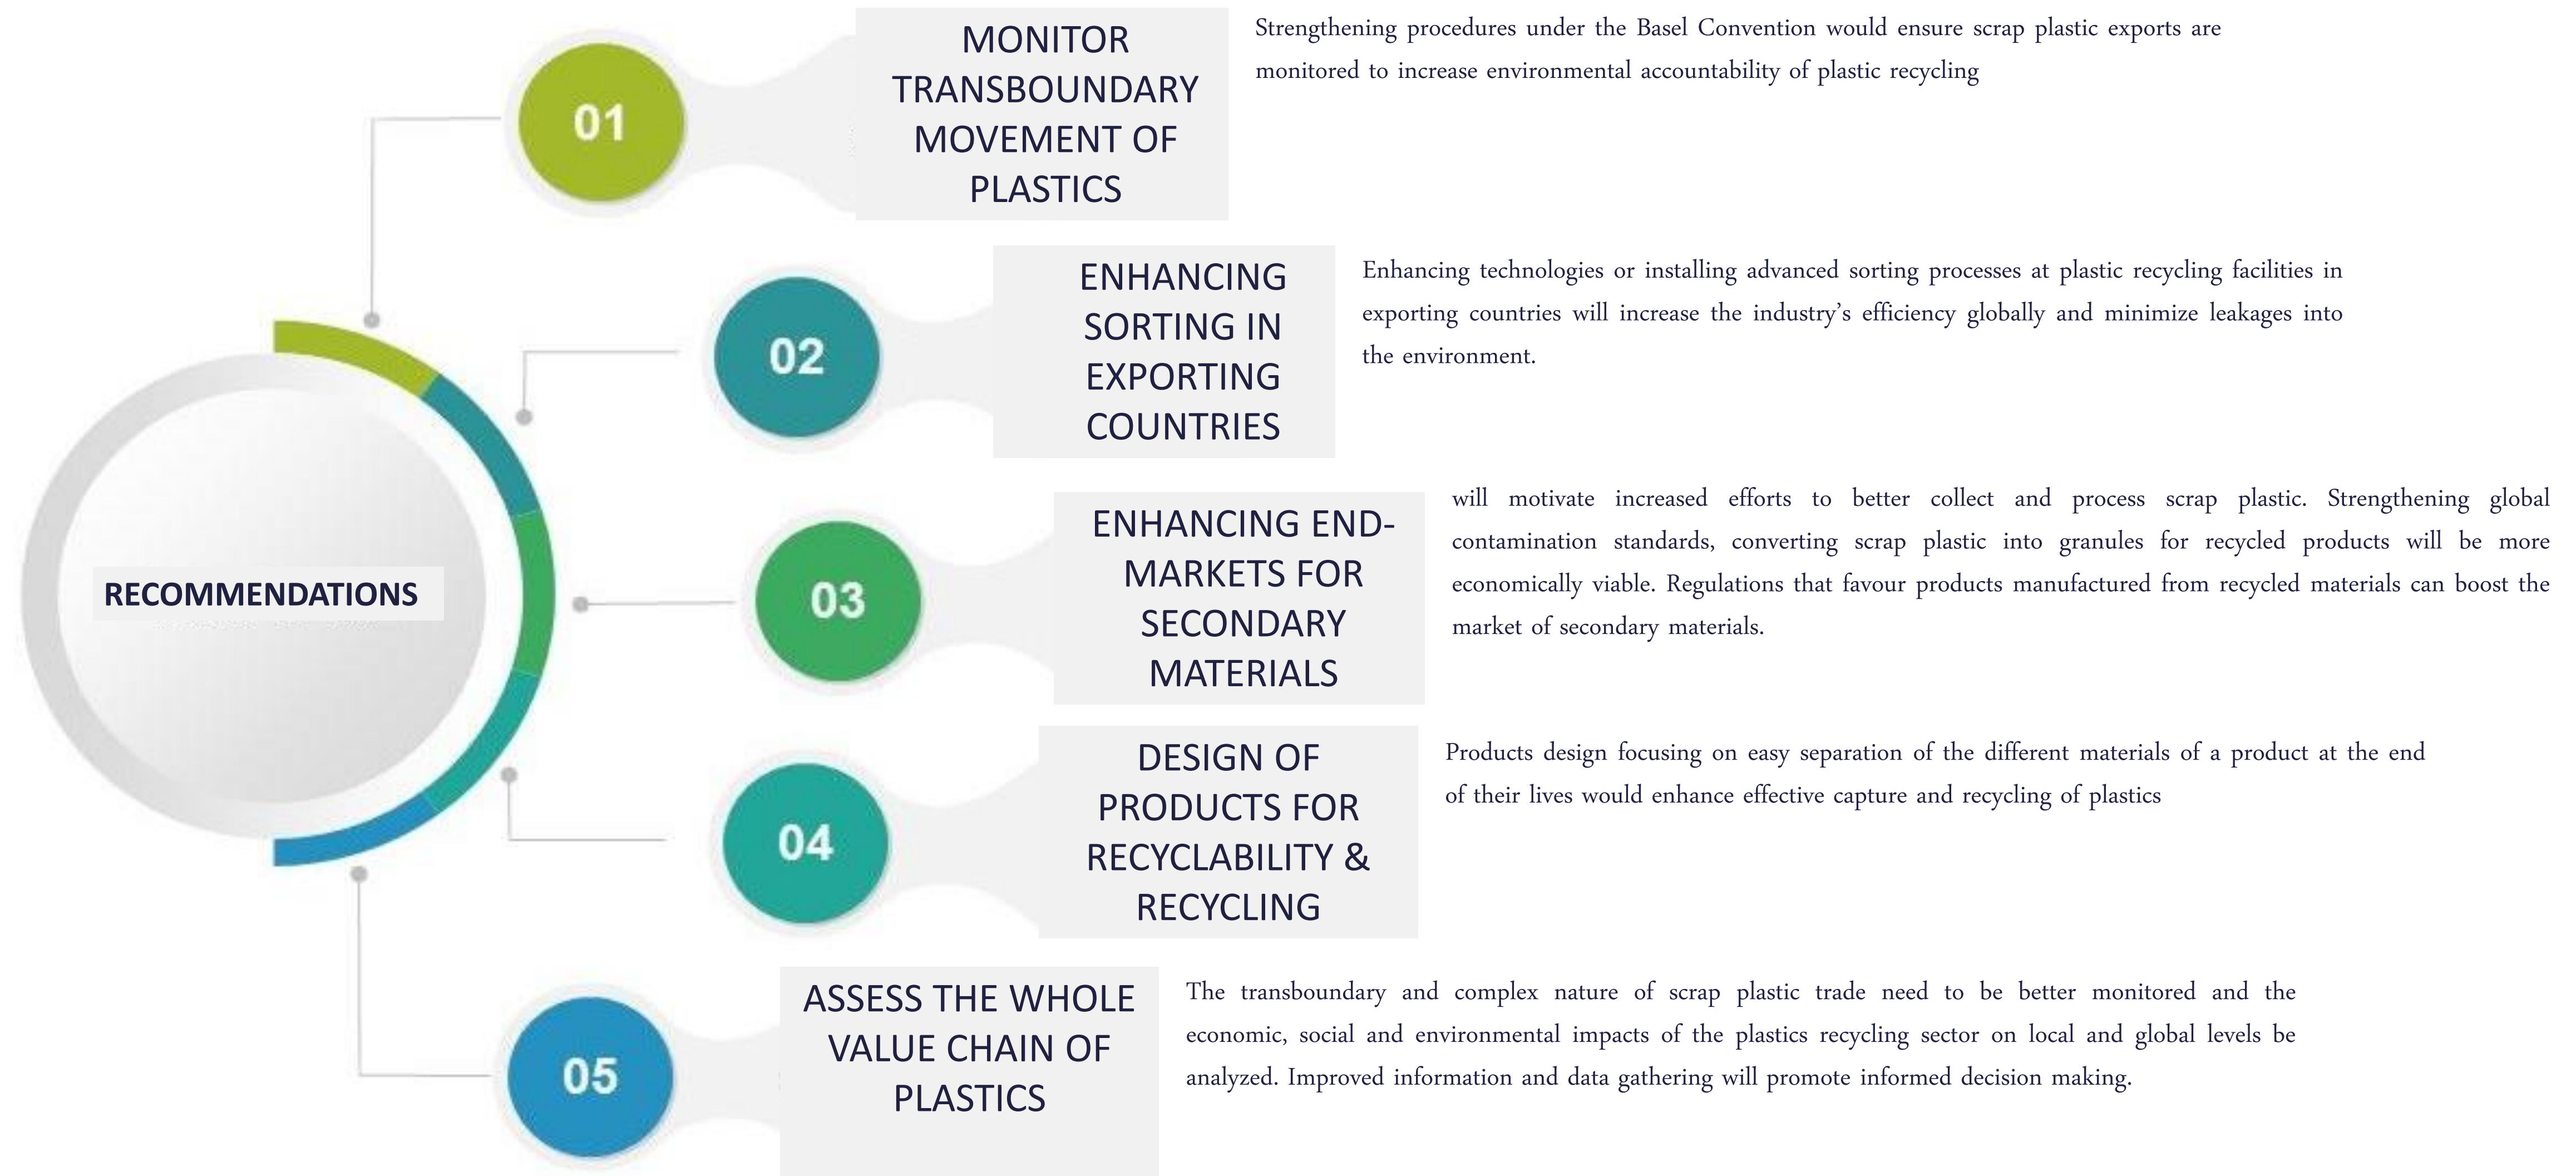 RECOMMENDATIONS
01
MONITOR
TRANSBOUNDARY
MOVEMENT OF
PLASTICS
Strengthening procedures under the Basel Convention would ensure scrap plastic exports are
monitored to increase environmental accountability of plastic recycling
02
ENHANCING
SORTING IN
EXPORTING
COUNTRIES
Enhancing technologies or installing advanced sorting processes at plastic recycling facilities in
exporting countries will increase the industry’s efficiency globally and minimize leakages into
the environment.
03
ENHANCING END-
MARKETS FOR
SECONDARY
MATERIALS
will motivate increased efforts to better collect and process scrap plastic. Strengthening global
contamination standards, converting scrap plastic into granules for recycled products will be more
economically viable. Regulations that favour products manufactured from recycled materials can boost the
market of secondary materials.
04
DESIGN OF
PRODUCTS FOR
RECYCLABILITY &
RECYCLING
Products design focusing on easy separation of the different materials of a product at the end
of their lives would enhance effective capture and recycling of plastics
05
ASSESS THE WHOLE
VALUE CHAIN OF
PLASTICS
The transboundary and complex nature of scrap plastic trade need to be better monitored and the
economic, social and environmental impacts of the plastics recycling sector on local and global levels be
analyzed. Improved information and data gathering will promote informed decision making.